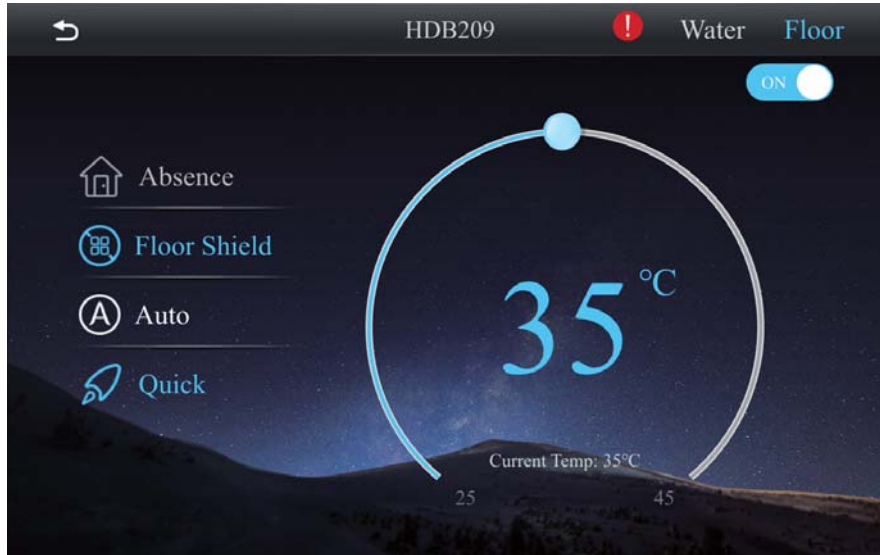 HDB209
!
Water
Floor
ON
Absence
Floor Shield
A Auto
Quick
35 °C
Current Temp: 35°C
25
45